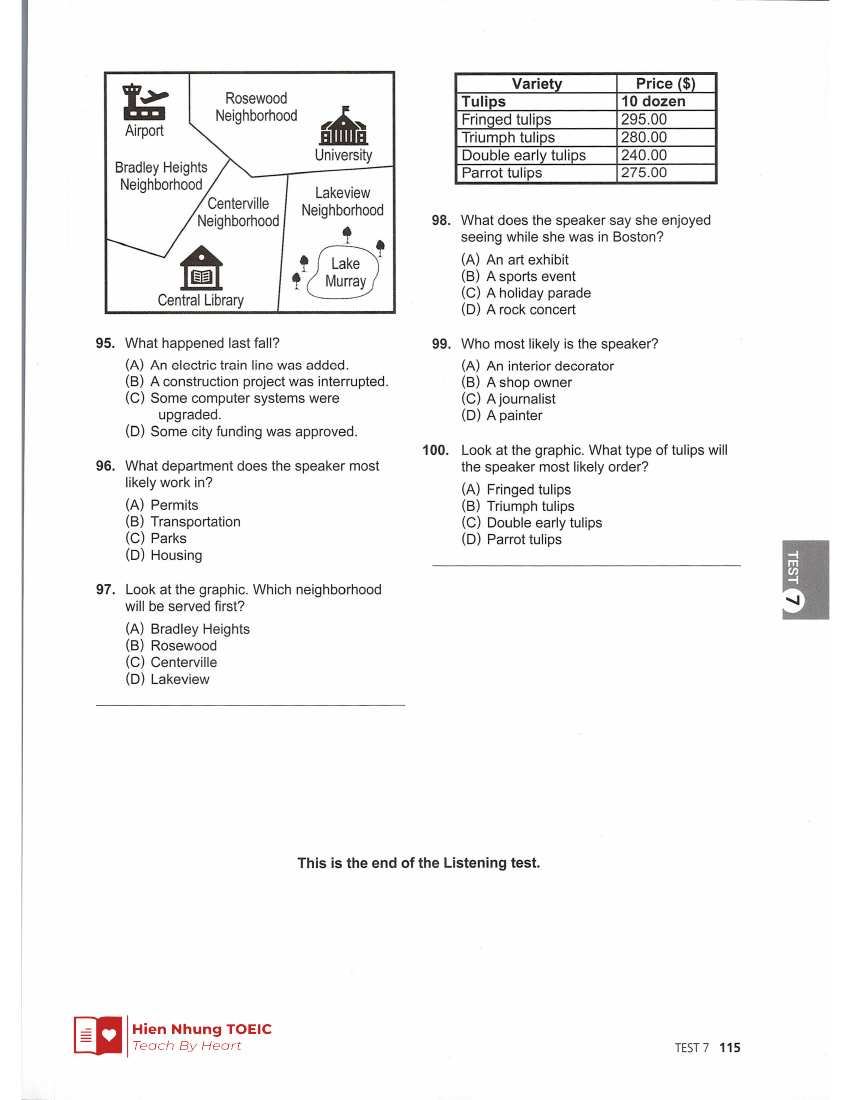 Airport
Rosewood
Neighborhood
University
Bradley Heights
Neighborhood
Centerville
Neighborhood
Lakeview
Neighborhood
Lake
Murray
Central Library
95. What happened last fall?
(A) An electric train line was added.
(B) A construction project was interrupted.
(C) Some computer systems were
upgraded.
(D) Some city funding was approved.
96. What department does the speaker most
likely work in?
(A) Permits
(B) Transportation
(C) Parks
(D) Housing
97. Look at the graphic. Which neighborhood
will be served first?
(A) Bradley Heights
(B) Rosewood
(C) Centerville
(D) Lakeview
Variety Price ($)
Tulips 10 dozen
Fringed tulips 295.00
Triumph tulips 280.00
Double early tulips 240.00
Parrot tulips 275.00
98. What does the speaker say she enjoyed
seeing while she was in Boston?
(A) An art exhibit
(B) A sports event
(C) A holiday parade
(D) A rock concert
99. Who most likely is the speaker?
(A) An interior decorator
(B) A shop owner
(C) A journalist
(D) A painter
100. Look at the graphic. What type of tulips will
the speaker most likely order?
(A) Fringed tulips
(B) Triumph tulips
(C) Double early tulips
(D) Parrot tulips
TEST 7
This is the end of the Listening test.
Hien Nhung TOEIC
Teach By Heart
TEST 7 115